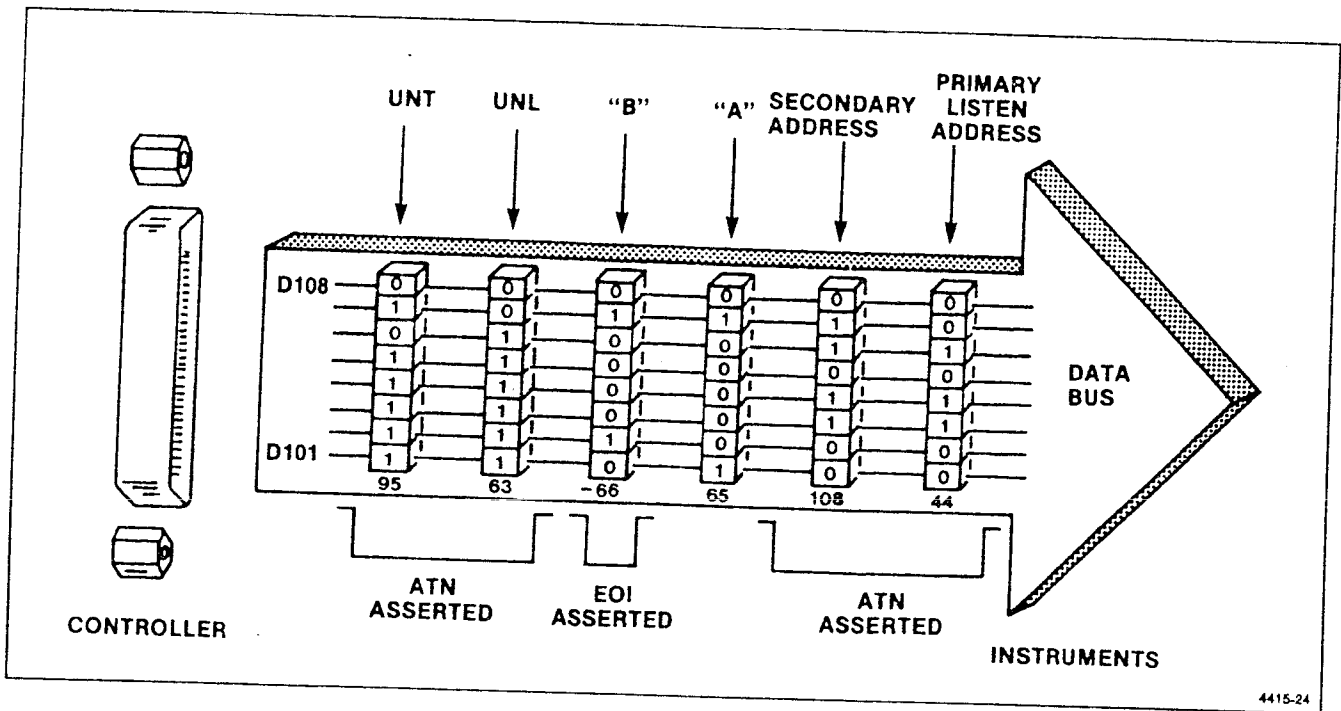 UNT UNL "B" "A" SECONDARY ADDRESS PRIMARY LISTEN ADDRESS
D108 0 0 0 0 0 0
1 0 1 1 1 0
0 1 0 0 1 1
1 1 0 0 0 0
1 1 0 0 1 1
1 1 0 0 1 1
1 1 1 0 0 0
D101 1 1 0 1 0 0
95 63 -66 65 108 44
DATA
BUS
ATN
ASSERTED
EOI
ASSERTED
ATN
ASSERTED
CONTROLLER
INSTRUMENTS
4415-24